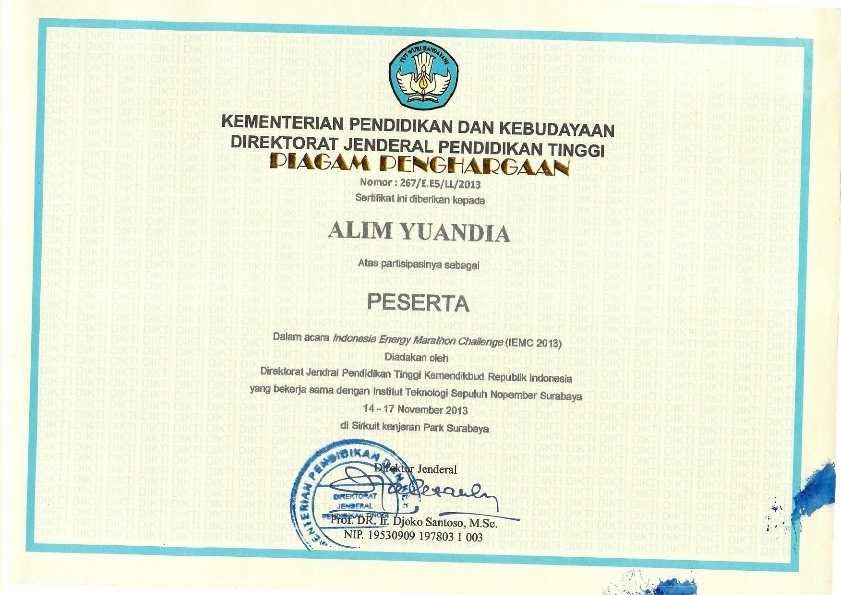 TUT WURI HANDAYANI
KEMENTERIAN PENDIDIKAN DAN KEBUDAYAAN
DIREKTORAT JENDERAL PENDIDIKAN TINGGI
PIAGAM PENGHARGAAN
Nomor : 267/E.E5/LL/2013
Sertifikat ini diberikan kepada
ALIM YUANDIA
Atas partisipasinya sebagai
PESERTA
Dalam acara Indonesia Energy Marathon Challenge (IEMC 2013)
Diadakan oleh
Direktorat Jendral Pendidikan Tinggi Kemendikbud Republik Indonesia
yang bekerja sama dengan Institut Teknologi Sepuluh Nopember Surabaya
14 - 17 November 2013
di Sirkuit kenjeran Park Surabaya
Direktur Jenderal
MENTERIAN PENDIDIKAN DAN
DIREKTORAT
JENDERAL
PENDIDIKAN TINGGI
Prof. DR. Ir. Djoko Santoso, M.Sc.
NIP. 19530909 197803 1 003